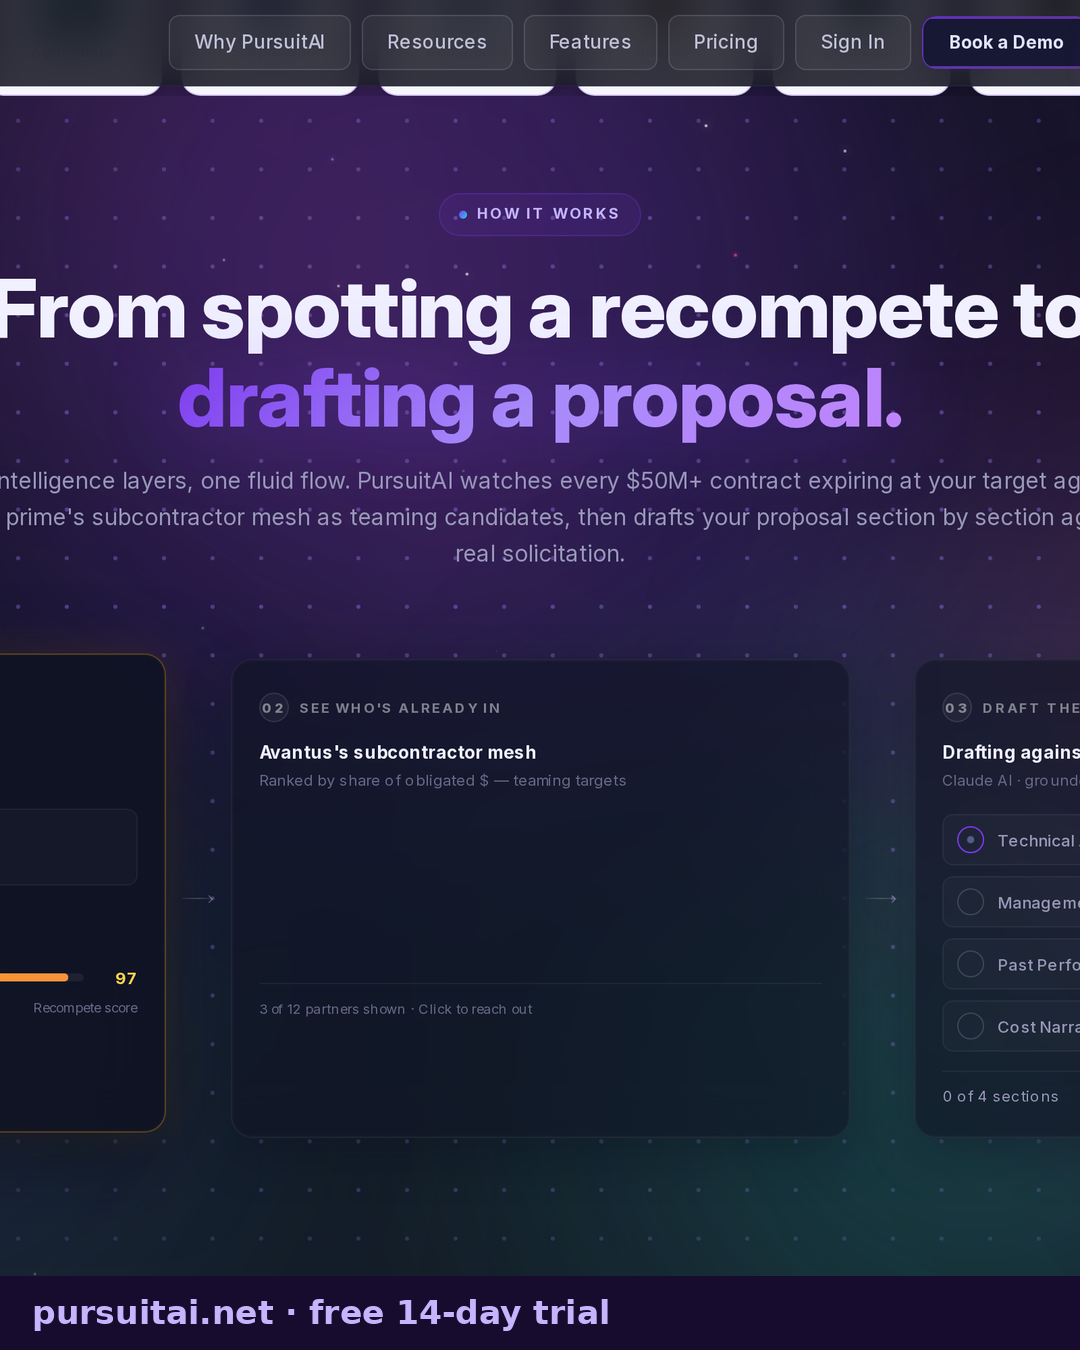 Why PursuitAI
Resources
Features
Pricing
Sign In
Book a Demo
HOW IT WORKS
From spotting a recompete to
drafting a proposal.
ntelligence layers, one fluid flow. PursuitAI watches every $50M+ contract expiring at your target ag
prime's subcontractor mesh as teaming candidates, then drafts your proposal section by section ag
real solicitation.
97
Recompete score
02 SEE WHO'S ALREADY IN
Avantus's subcontractor mesh
Ranked by share of obligated $ — teaming targets
3 of 12 partners shown · Click to reach out
03 DRAFT THE
Drafting agains
Claude AI · ground
Technical
Manageme
Past Perfo
Cost Narra
0 of 4 sections
pursuitai.net · free 14-day trial